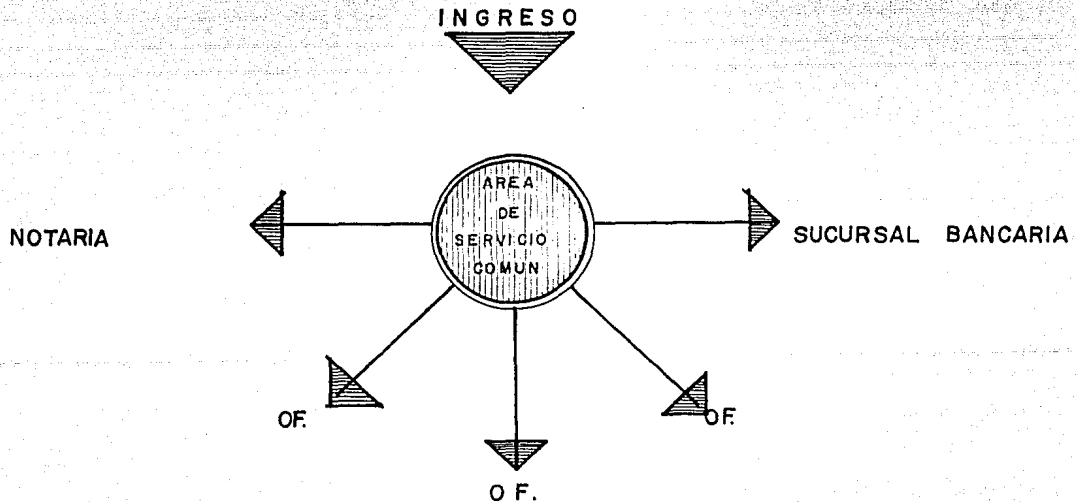 INGRESO
AREA
DE
SERVICIO
COMUN
NOTARIA
SUCURSAL BANCARIA
OF.
OF.
OF.